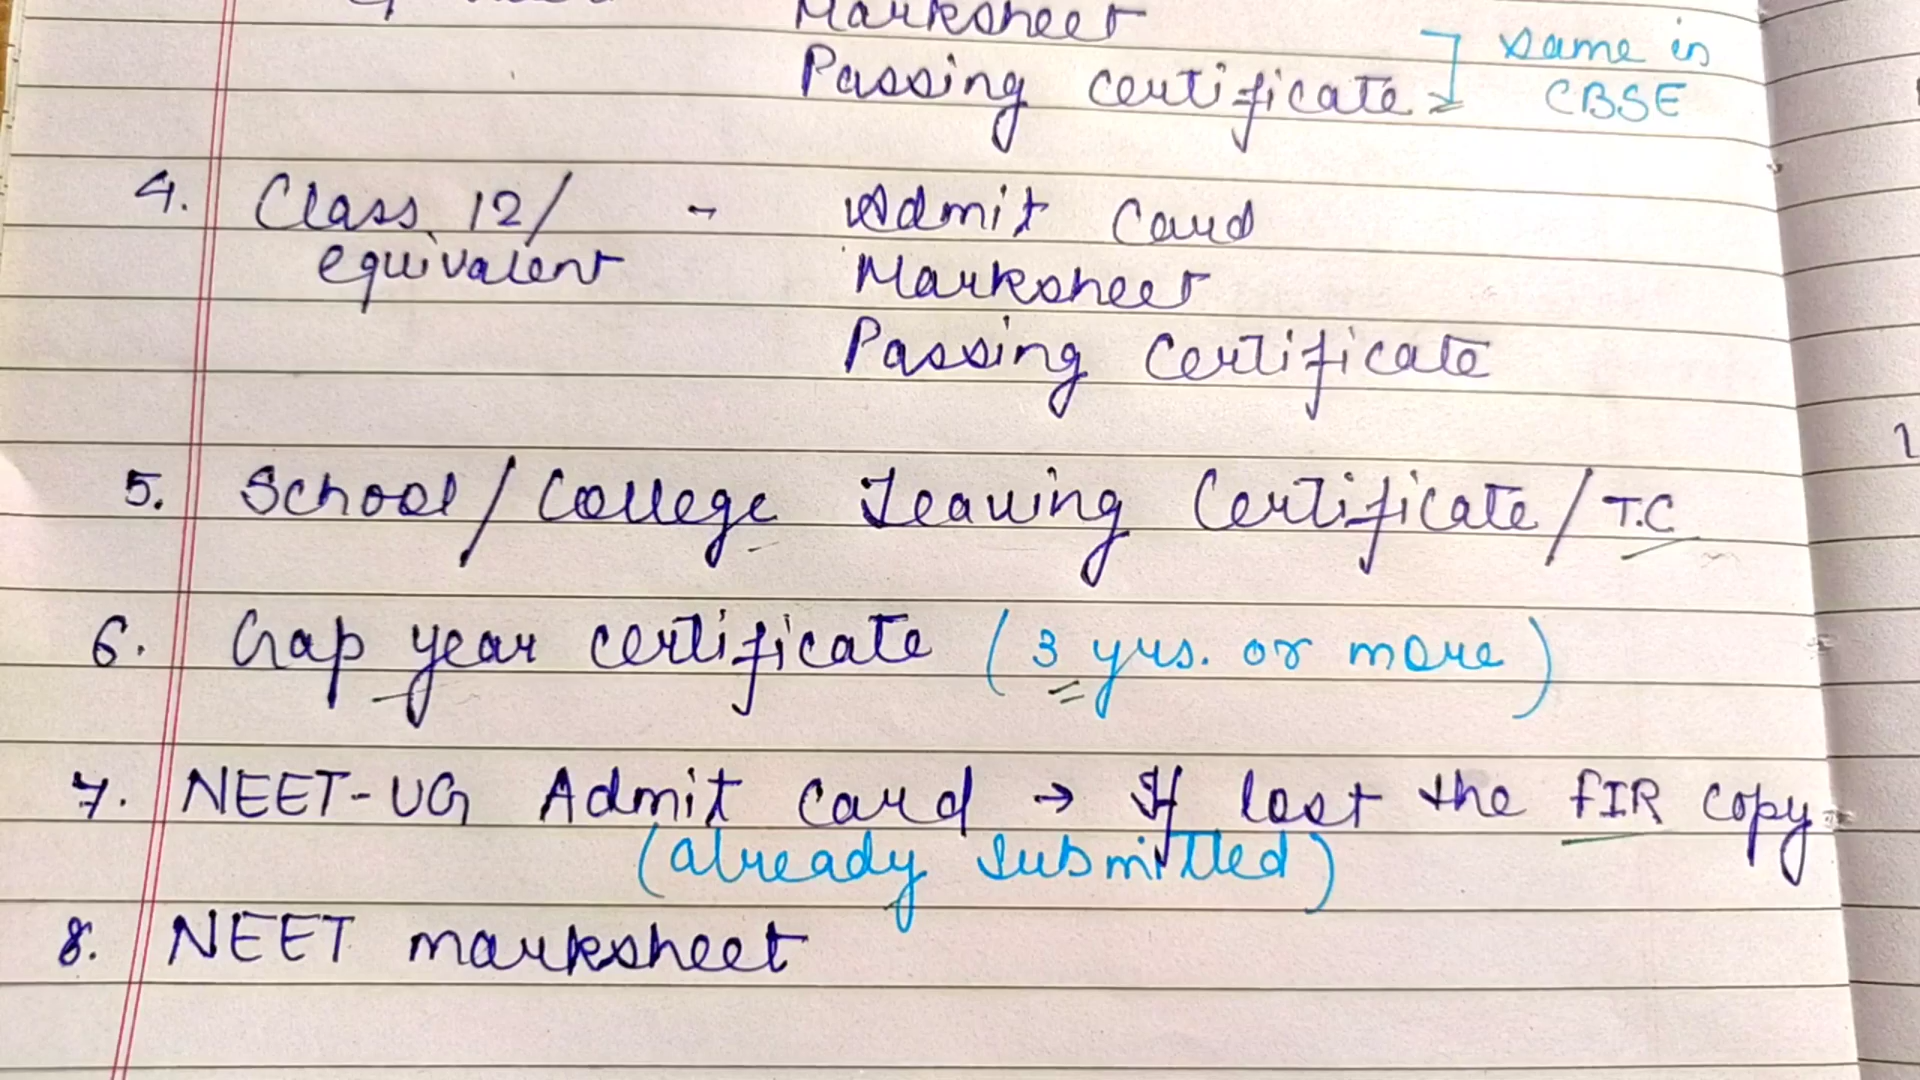 Marksheet
Passing certificate ] same in
CBSE
4. Class 12/ - Admit Card
equivalent Marksheet
Passing Certificate
5. School/College Leaving Certificate/T.C
6. Gap year certificate (3 yrs. or more)
7. NEET-UG Admit card → If lost the FIR copy
(already submitted)
8. NEET marksheet